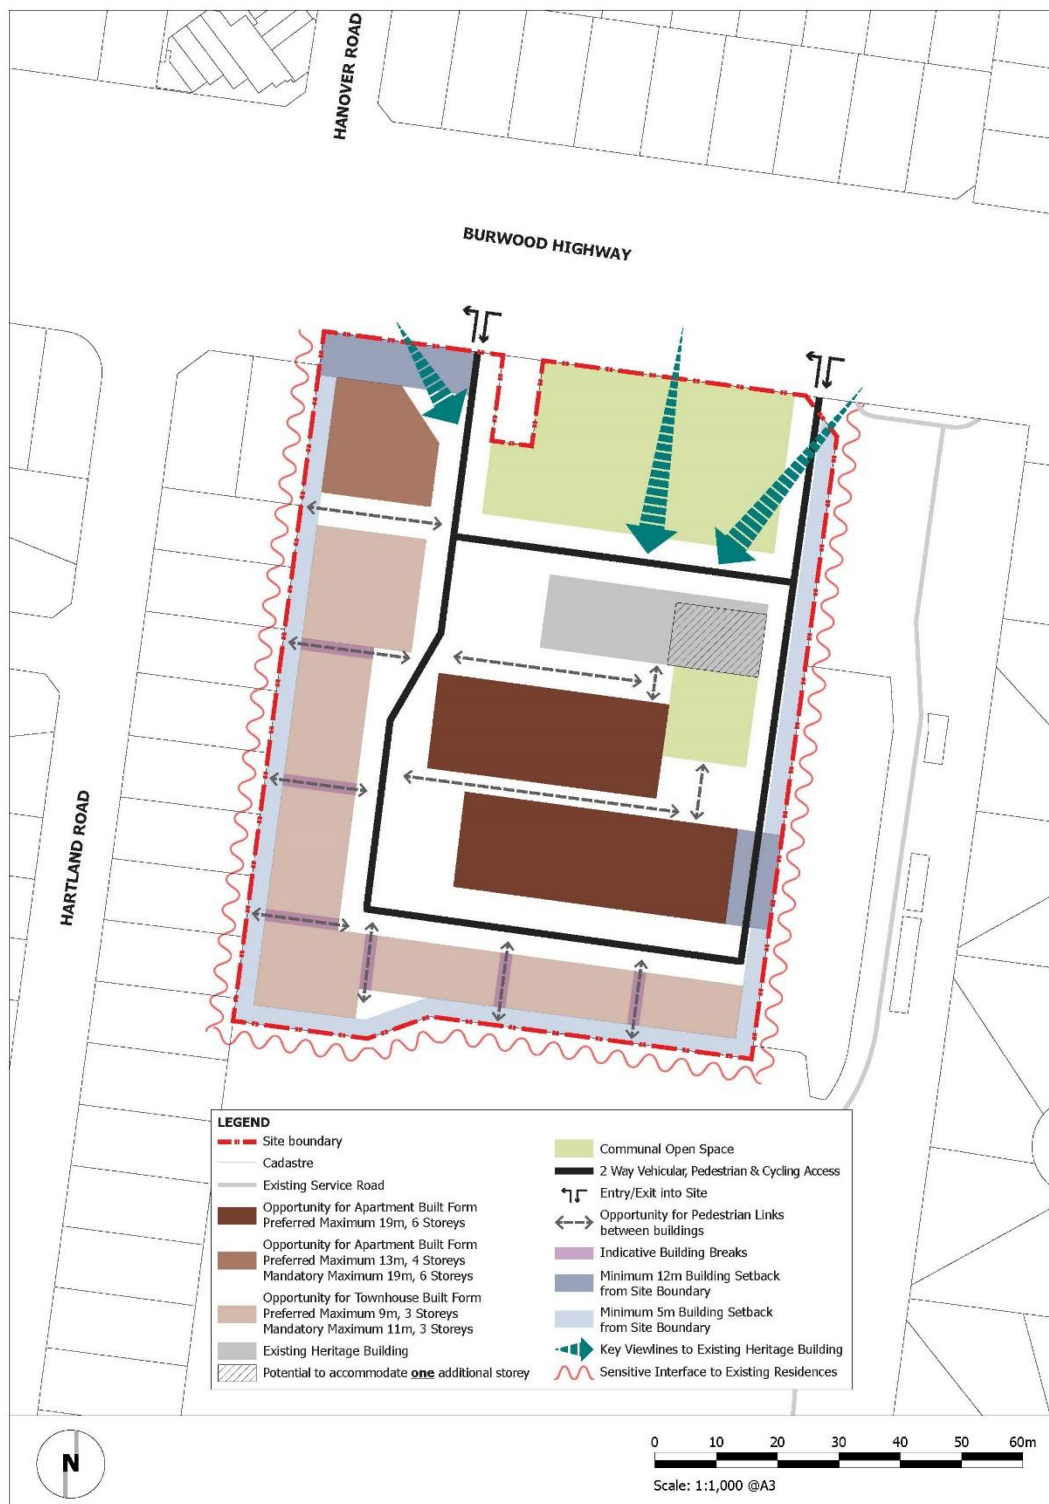 HANOVER ROAD
BURWOOD HIGHWAY
HARTLAND ROAD
LEGEND
Site boundary
Cadastre
Existing Service Road
Opportunity for Apartment Built Form
Preferred Maximum 19m, 6 Storeys
Opportunity for Apartment Built Form
Preferred Maximum 13m, 4 Storeys
Mandatory Maximum 19m, 6 Storeys
Opportunity for Townhouse Built Form
Preferred Maximum 9m, 3 Storeys
Mandatory Maximum 11m, 3 Storeys
Existing Heritage Building
Potential to accommodate one additional storey
Communal Open Space
2 Way Vehicular, Pedestrian & Cycling Access
Entry/Exit into Site
Opportunity for Pedestrian Links
between buildings
Indicative Building Breaks
Minimum 12m Building Setback
from Site Boundary
Minimum 5m Building Setback
from Site Boundary
Key Viewlines to Existing Heritage Building
Sensitive Interface to Existing Residences
N
0 10 20 30 40 50 60m
Scale: 1:1,000 @A3